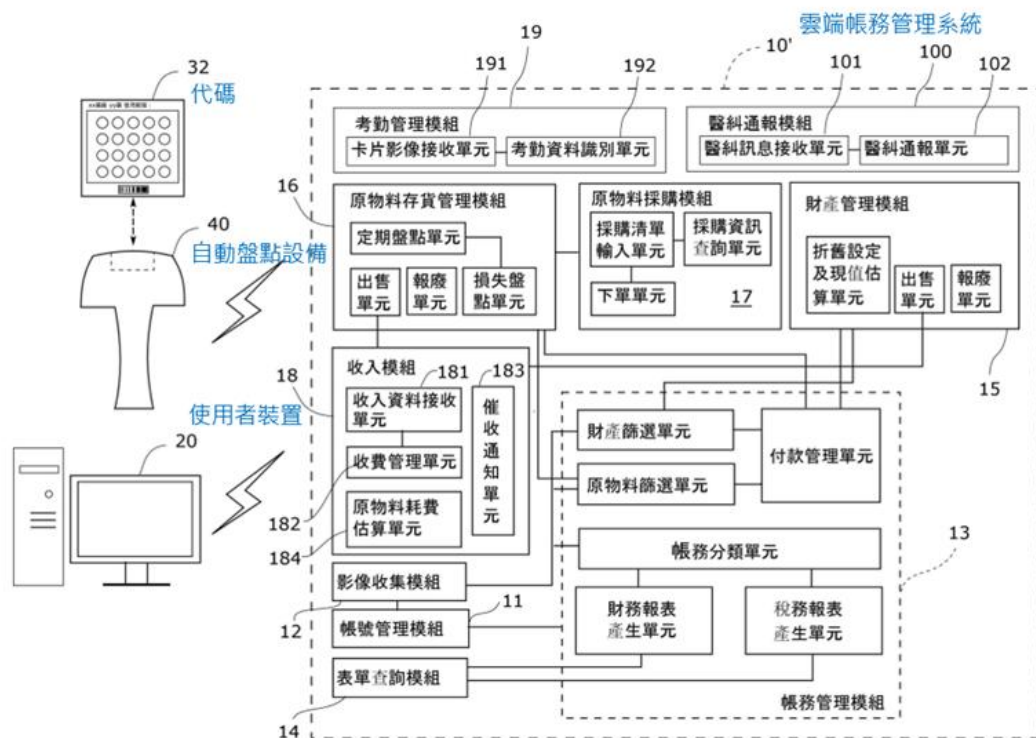 雲端帳務管理系統
10'
19
191
192
100
101
102
32
代碼
考勤管理模組
卡片影像接收單元
考勤資料識別單元
醫糾通報模組
醫糾訊息接收單元
醫糾通報單元
16
原物料存貨管理模組
定期盤點單元
出售
單元
報廢
單元
損失盤
點單元
原物料採購模組
採購清單
輸入單元
採購資訊
查詢單元
下單單元
17
財產管理模組
折舊設定
及現值估
算單元
出售
單元
報廢
單元
15
40
自動盤點設備
18
收入模組
181
183
收入資料接收
單元
催收通知單元
收費管理單元
182
原物料耗費
估算單元
184
使用者裝置
20
財產篩選單元
原物料篩選單元
付款管理單元
帳務分類單元
13
財務報表
產生單元
稅務報表
產生單元
帳務管理模組
影像收集模組
12
11
帳號管理模組
表單查詢模組
14